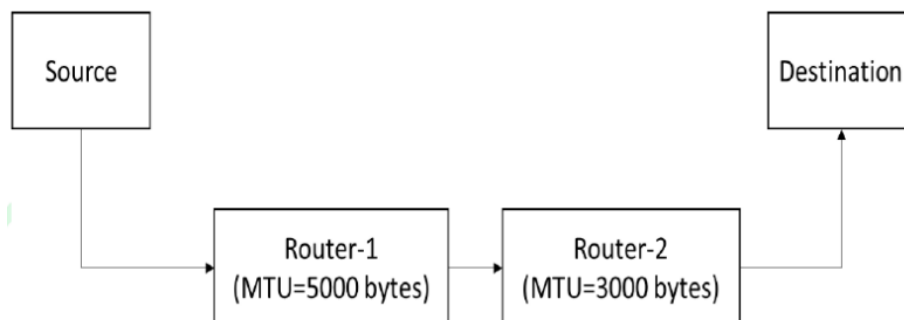 Source
Destination
Router-1
(MTU=5000 bytes)
Router-2
(MTU=3000 bytes)